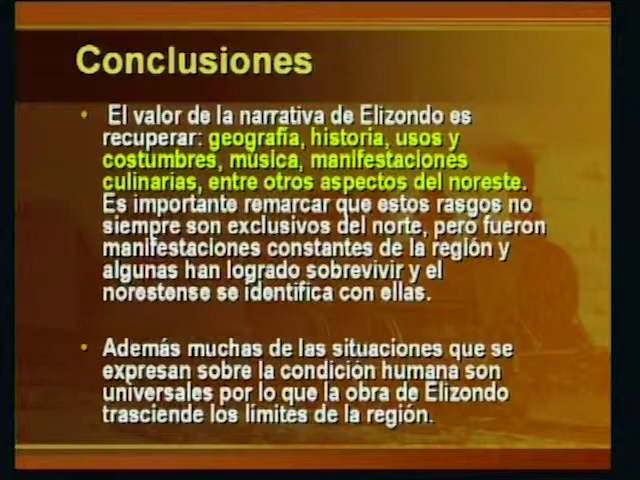 Conclusiones
• El valor de la narrativa de Elizondo es
recuperar: geografía, historia, usos y
costumbres, música, manifestaciones
culinarias, entre otros aspectos del noreste.
Es importante remarcar que estos rasgos no
siempre son exclusivos del norte, pero fueron
manifestaciones constantes de la región y
algunas han logrado sobrevivir y el
norestense se identifica con ellas.
• Además muchas de las situaciones que se
expresan sobre la condición humana son
universales por lo que la obra de Elizondo
trasciende los límites de la región.